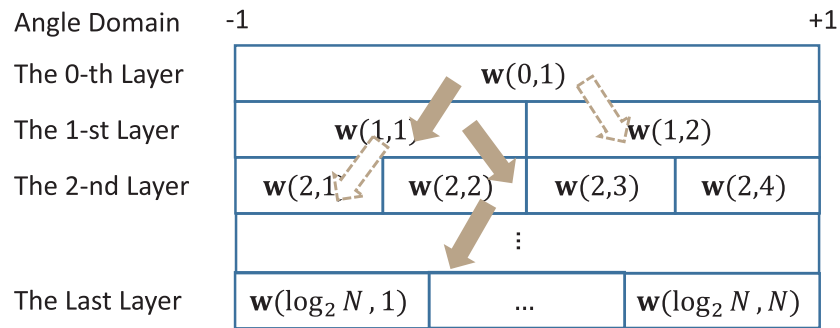 Angle Domain -1 +1
The 0-th Layer w(0,1)
The 1-st Layer w(1,1) w(1,2)
The 2-nd Layer w(2,1) w(2,2) w(2,3) w(2,4)
⋮
The Last Layer w(log₂ N , 1) ... w(log₂ N , N)